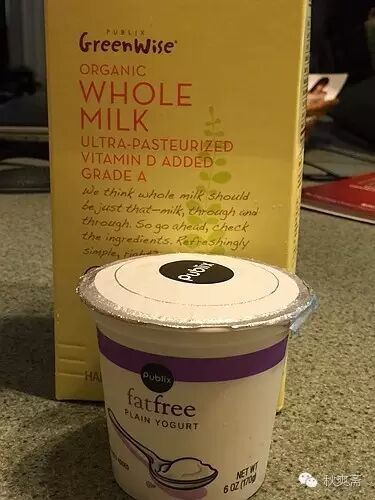 PUBLIX
GreenWise
ORGANIC
WHOLE
MILK
ULTRA-PASTEURIZED
VITAMIN D ADDED
GRADE A
We think whole milk should
be just that—milk, through and
through. So go ahead, check
the ingredients. Refreshingly
simple, right?
Publix
Publix
fatfree
PLAIN YOGURT
NET WT
6 OZ (170g)
秋爽斋